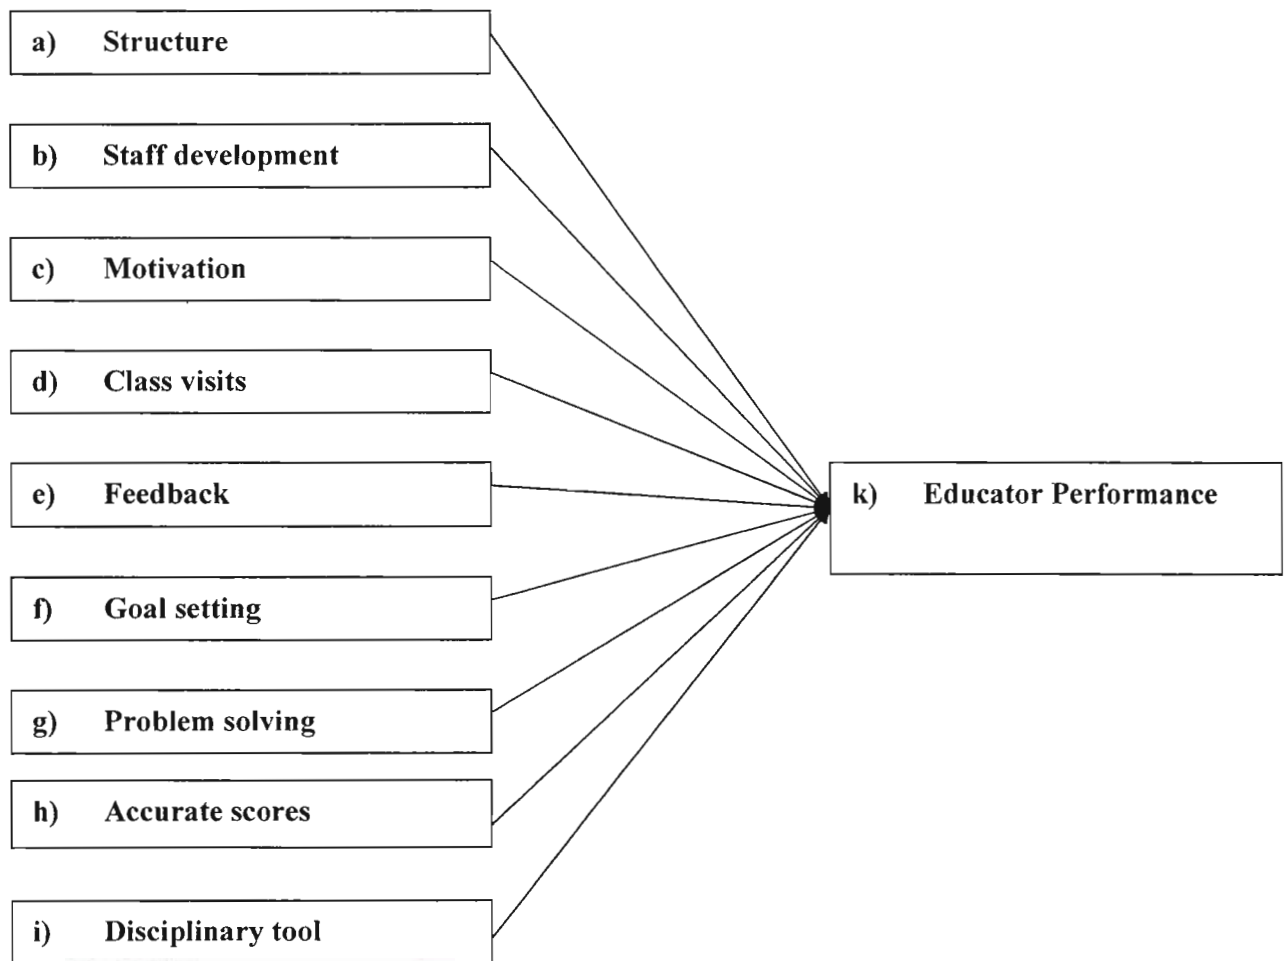 a) Structure
b) Staff development
c) Motivation
d) Class visits
e) Feedback
k) Educator Performance
f) Goal setting
g) Problem solving
h) Accurate scores
i) Disciplinary tool